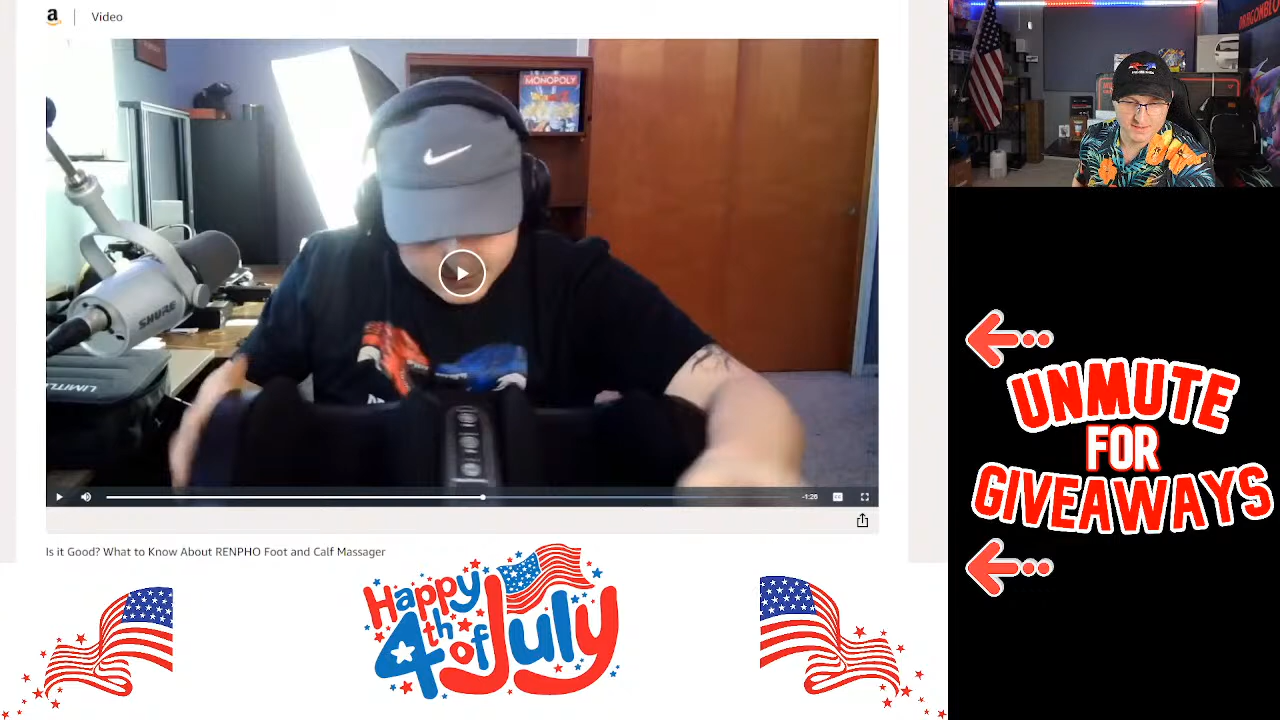 a
Video
MONOPOLY
SHURE
-1:26
Is it Good? What to Know About RENPHO Foot and Calf Massager
Happy
4th of July
UNMUTE
FOR
GIVEAWAYS